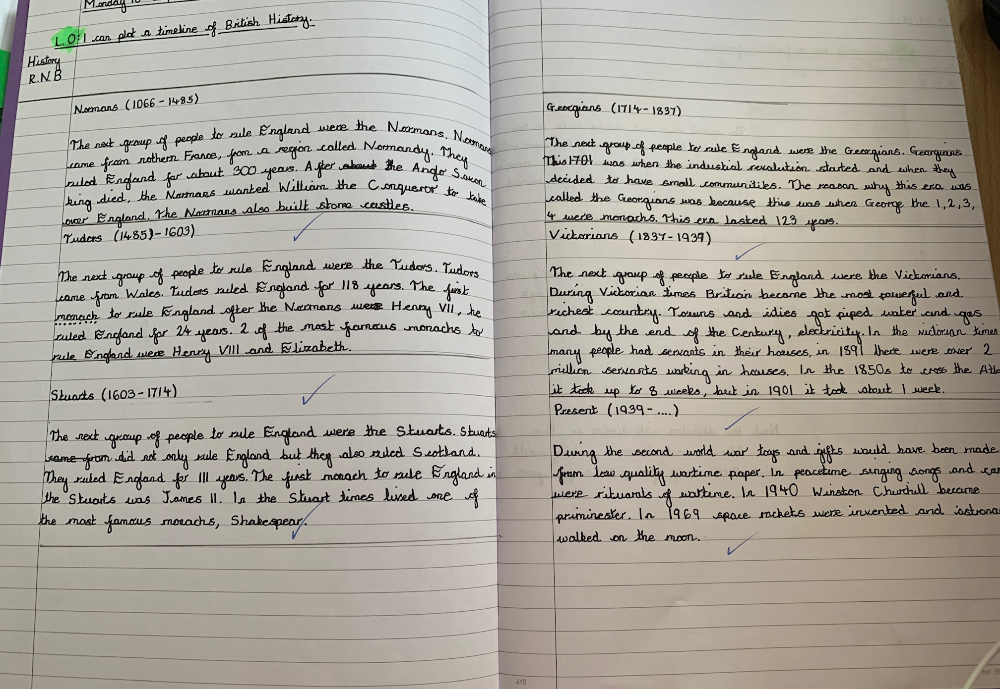 Monday
L.O: I can plot a timeline of British History.
History
R.N.B
Normans (1066 - 1485)
The next group of people to rule England were the Normans. Normans
came from nothern France, from a region called Normandy. They
ruled England for about 300 years. After about the Anglo Saxon
king died, the Normans wanted William the Conqueror to take
over England. The Normans also built stone castles.
Tudors (1485 - 1603)
The next group of people to rule England were the Tudors. Tudors
came from Wales. Tudors ruled England for 118 years. The first
monach to rule England after the Normans were Henry VII, he
ruled England for 24 years. 2 of the most famous monachs to
rule England were Henry VIII and Elizabeth.
Stuarts (1603 - 1714)
The next group of people to rule England were the Stuarts. Stuarts
came from did not only rule England but they also ruled Scotland.
They ruled England for 111 years. The first monach to rule England in
the Stuarts was James II. In the Stuart times lived one of
the most famous monachs, Shakespear.
Georgians (1714 - 1837)
The next group of people to rule England were the Georgians. Georgians
This 1701 was when the industial revolution started and when they
decided to have small communities. The reason why this era was
called the Georgians was because this was when George the 1, 2, 3,
4 were monachs. This era lasted 123 years.
Victorians (1837 - 1939)
The next group of people to rule England were the Victorians.
During Victorian times Britian became the most powerful and
richest country. Towns and cities got piped water and gas
and by the end of the Century, electricity. In the victorian times
many people had servants in their houses, in 1891 there were over 2
million servants working in houses. In the 1850s to cross the Atla
it took up to 8 weeks, but in 1901 it took about 1 week.
Present (1939 - ....)
During the second world war toys and gifts would have been made
from low quality wartime paper. In peacetime singing songs and car
were rituarals of wartime. In 1940 Winston Churchill became
priminester. In 1969 space rockets were invented and astrona
walked on the moon.
418